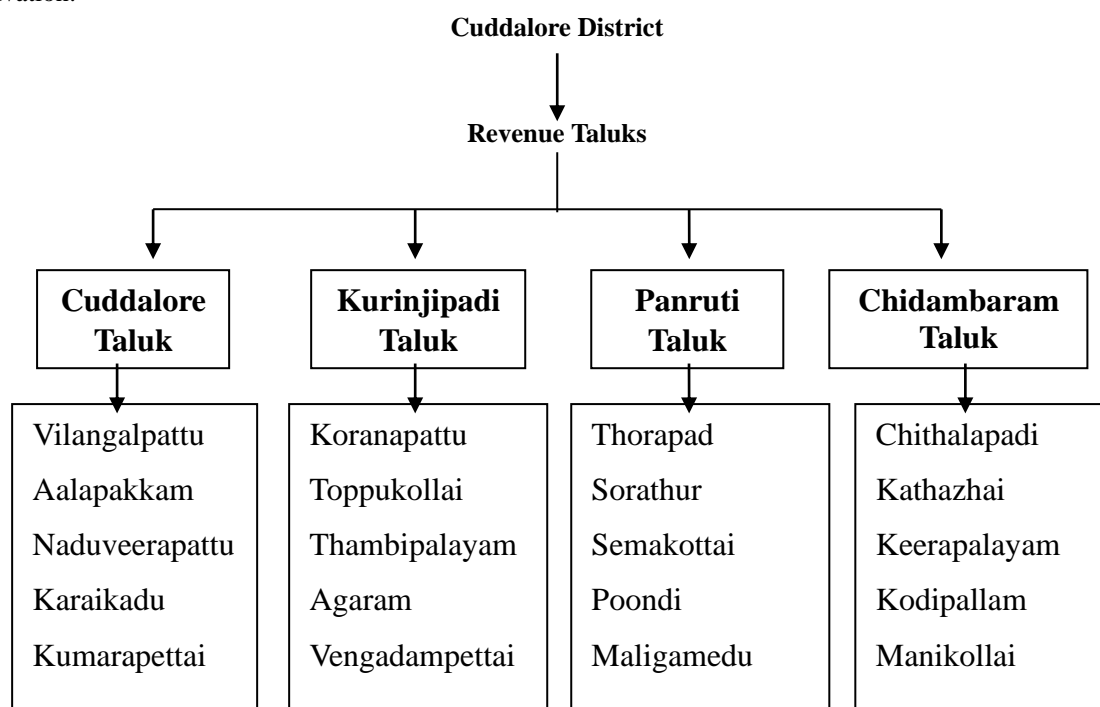 Cuddalore District
Revenue Taluks
Cuddalore
Taluk
Kurinjipadi
Taluk
Panruti
Taluk
Chidambaram
Taluk
Vilangalpattu
Aalapakkam
Naduveerapattu
Karaikadu
Kumarapettai
Koranapattu
Toppukollai
Thambipalayam
Agaram
Vengadampettai
Thorapad
Sorathur
Semakottai
Poondi
Maligamedu
Chithalapadi
Kathazhai
Keerapalayam
Kodipallam
Manikollai